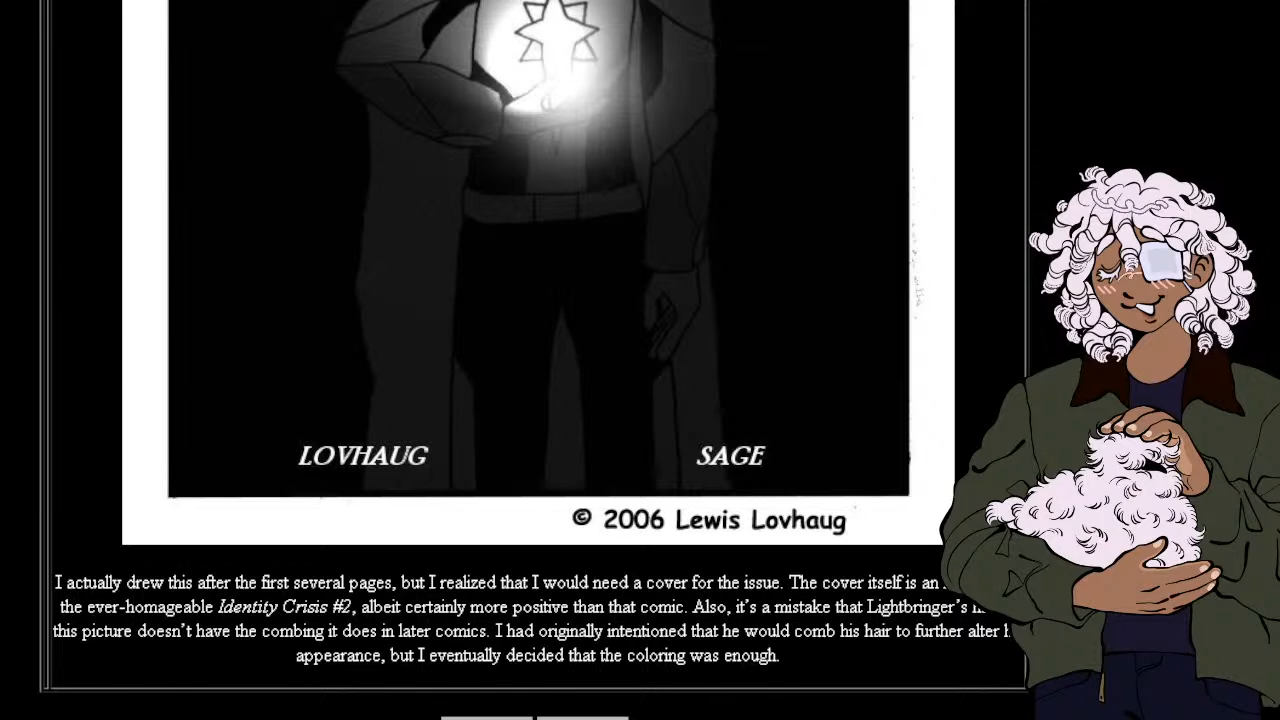 LOVHAUG SAGE
© 2006 Lewis Lovhaug
I actually drew this after the first several pages, but I realized that I would need a cover for the issue. The cover itself is an
the ever-homageable Identity Crisis #2, albeit certainly more positive than that comic. Also, it's a mistake that Lightbringer's
this picture doesn't have the combing it does in later comics. I had originally intentioned that he would comb his hair to further alter
appearance, but I eventually decided that the coloring was enough.